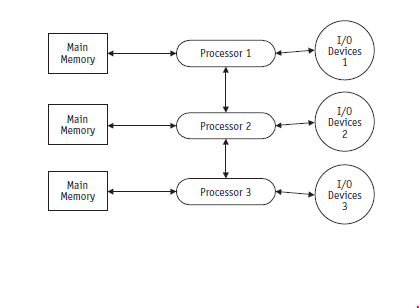 Main
Memory
Processor 1
I/O
Devices
1
Main
Memory
Processor 2
I/O
Devices
2
Main
Memory
Processor 3
I/O
Devices
3